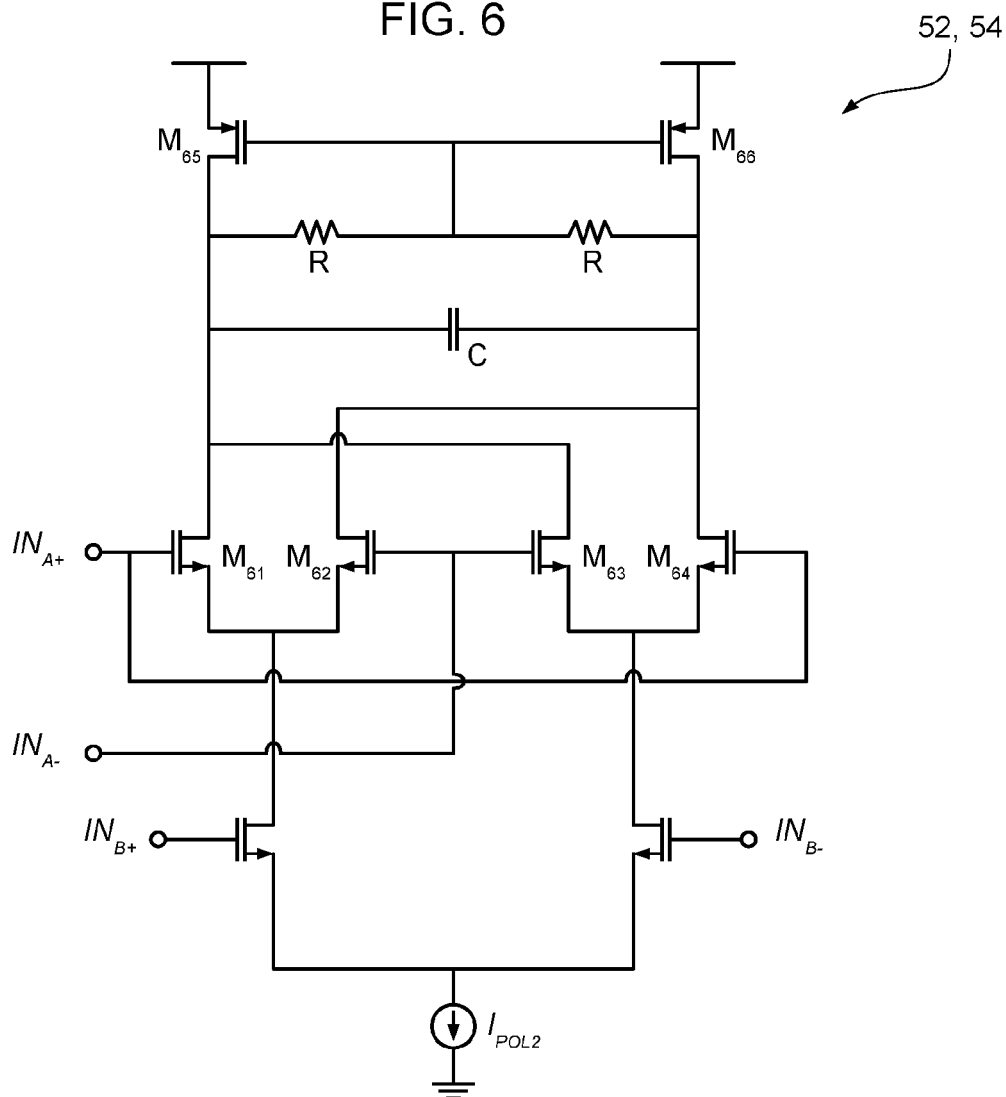 FIG. 6
52, 54
M65
M66
R
R
C
INA+
M61
M62
M63
M64
INA-
INB+
INB-
IPOL2